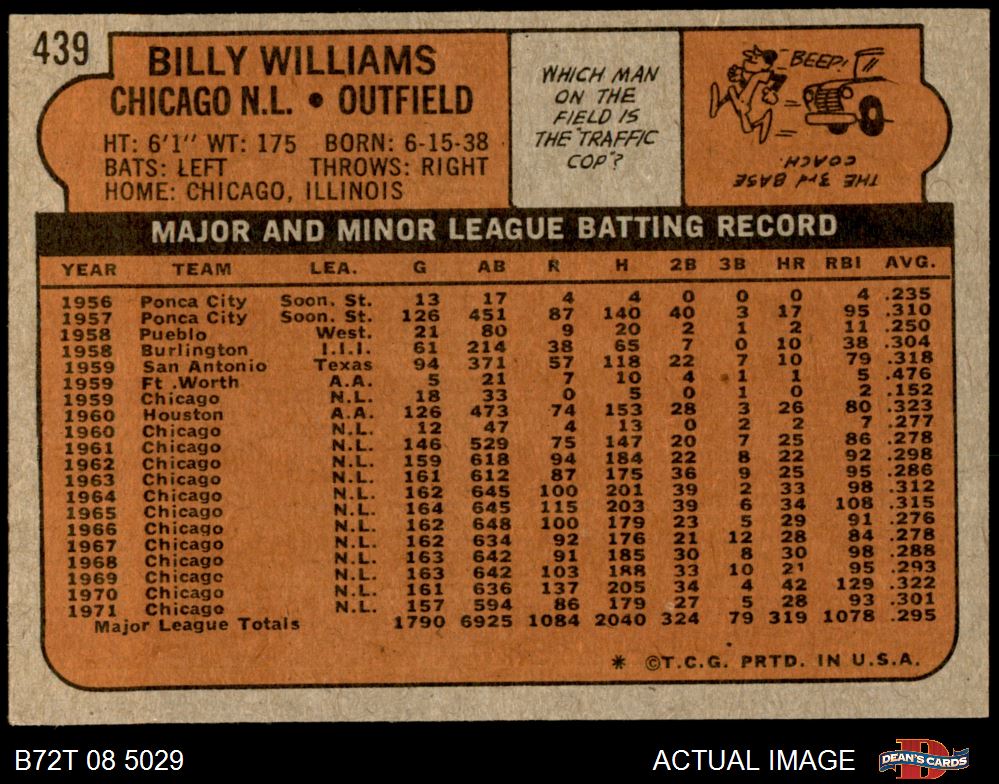 439
BILLY WILLIAMS
CHICAGO N.L. • OUTFIELD
HT: 6'1" WT: 175 BORN: 6-15-38
BATS: LEFT THROWS: RIGHT
HOME: CHICAGO, ILLINOIS
WHICH MAN
ON THE
FIELD IS
THE "TRAFFIC
COP"?
BEEP!
THE 3rd BASE
COACH.
MAJOR AND MINOR LEAGUE BATTING RECORD
YEAR TEAM LEA. G AB R H 2B 3B HR RBI AVG.
1956 Ponca City Soon. St. 13 17 4 4 0 0 0 4 .235
1957 Ponca City Soon. St. 126 451 87 140 40 3 17 95 .310
1958 Pueblo West. 21 80 9 20 2 1 2 11 .250
1958 Burlington I.I.I. 61 214 38 65 7 0 10 38 .304
1959 San Antonio Texas 94 371 57 118 22 7 10 79 .318
1959 Ft .Worth A.A. 5 21 7 10 4 1 1 5 .476
1959 Chicago N.L. 18 33 0 5 0 1 0 2 .152
1960 Houston A.A. 126 473 74 153 28 3 26 80 .323
1960 Chicago N.L. 12 47 4 13 0 2 2 7 .277
1961 Chicago N.L. 146 529 75 147 20 7 25 86 .278
1962 Chicago N.L. 159 618 94 184 22 8 22 92 .298
1963 Chicago N.L. 161 612 87 175 36 9 25 95 .286
1964 Chicago N.L. 162 645 100 201 39 2 33 98 .312
1965 Chicago N.L. 164 645 115 203 39 6 34 108 .315
1966 Chicago N.L. 162 648 100 179 23 5 29 91 .276
1967 Chicago N.L. 162 634 92 176 21 12 28 84 .278
1968 Chicago N.L. 163 642 91 185 30 8 30 98 .288
1969 Chicago N.L. 163 642 103 188 33 10 21 95 .293
1970 Chicago N.L. 161 636 137 205 34 4 42 129 .322
1971 Chicago N.L. 157 594 86 179 27 5 28 93 .301
Major League Totals 1790 6925 1084 2040 324 79 319 1078 .295
* ©T.C.G. PRTD. IN U.S.A.
B72T 08 5029
ACTUAL IMAGE
DEAN'S CARDS